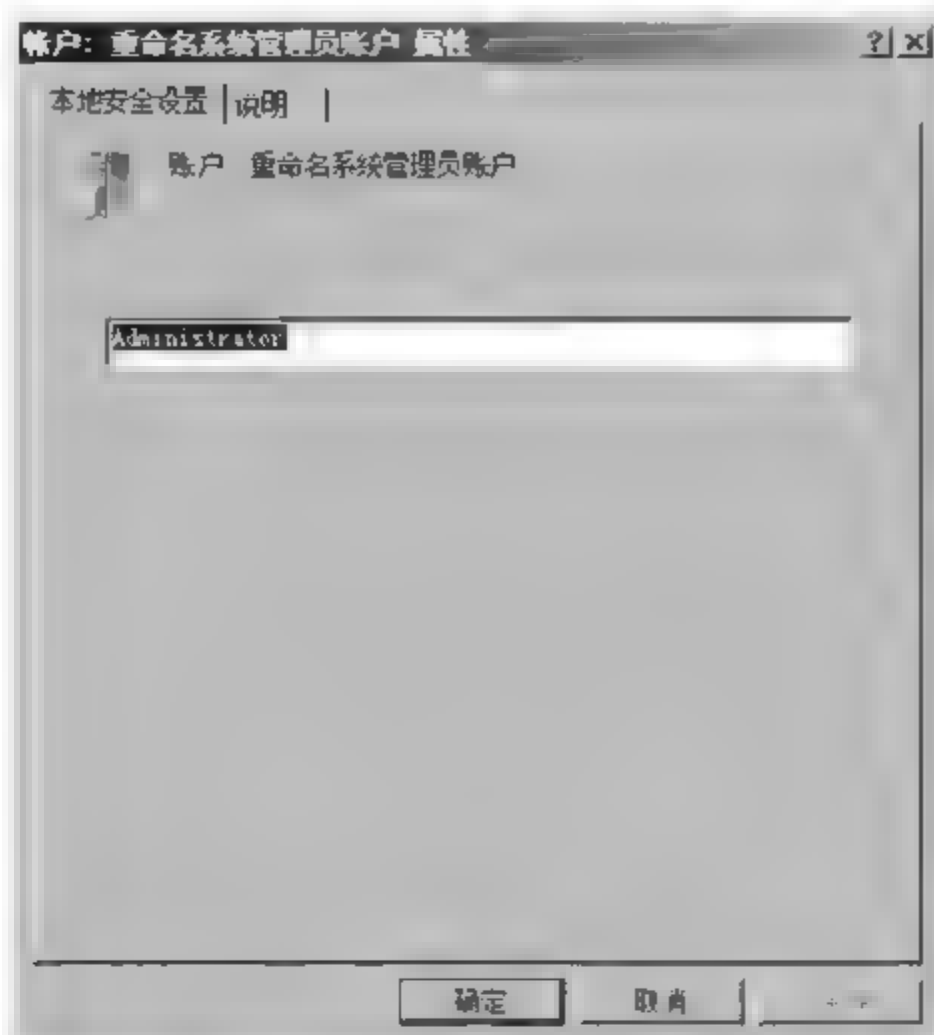 帐户: 重命名系统管理员账户 属性
? ×
本地安全设置 说明
账户 重命名系统管理员账户
Administrator
确定 取消